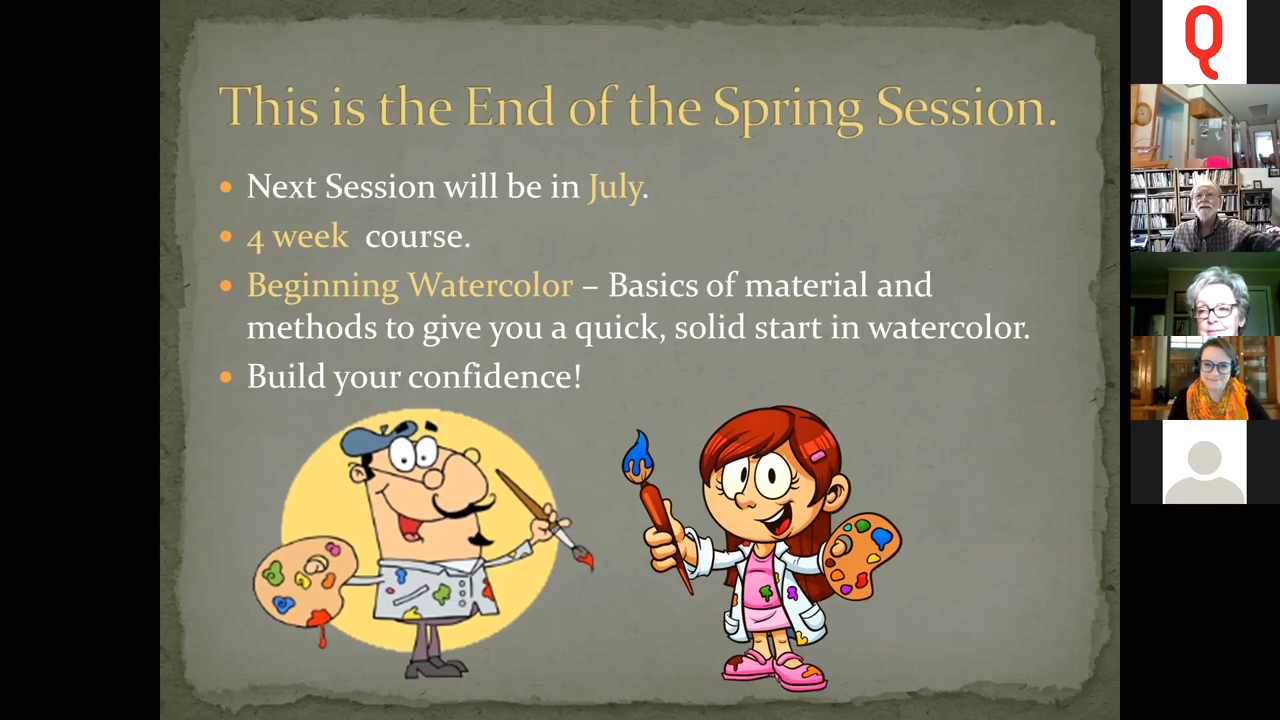 This is the End of the Spring Session.
Next Session will be in July.
4 week course.
Beginning Watercolor – Basics of material and
methods to give you a quick, solid start in watercolor.
Build your confidence!
Q